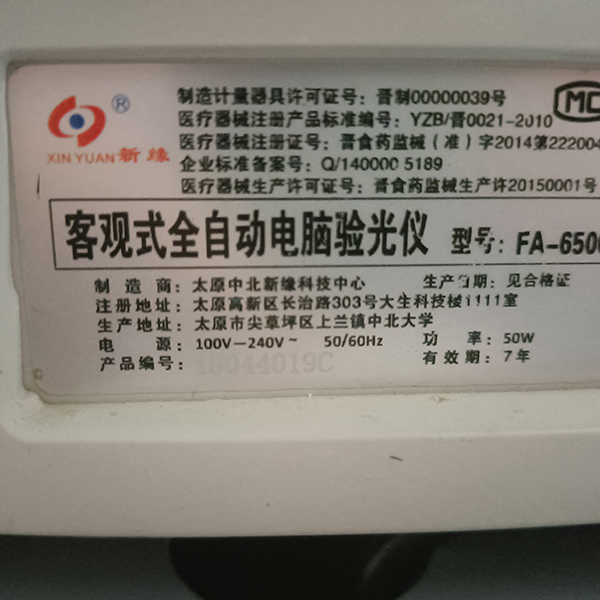 XIN YUAN 新缘 ®
制造计量器具许可证号：晋制00000039号
MC
医疗器械注册产品标准编号：YZB/晋0021-2010
医疗器械注册证号：晋食药监械（准）字2014第222004
企业标准备案号：Q/140000 5189
医疗器械生产许可证号：晋食药监械生产许20150001号
客观式全自动电脑验光仪 型号：FA-650
制造商：太原中北新缘科技中心 生产日期：见合格证
注册地址：太原高新区长治路303号大生科技楼1111室
生产地址：太原市尖草坪区上兰镇中北大学
电源：100V-240V~ 50/60Hz 功率：50W
产品编号：18044019C 有效期：7年